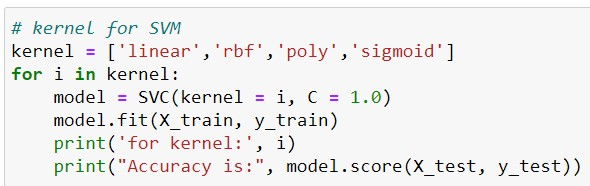 # kernel for SVM
kernel = ['linear','rbf','poly','sigmoid']
for i in kernel:
    model = SVC(kernel = i, C = 1.0)
    model.fit(X_train, y_train)
    print('for kernel:', i)
    print("Accuracy is:", model.score(X_test, y_test))